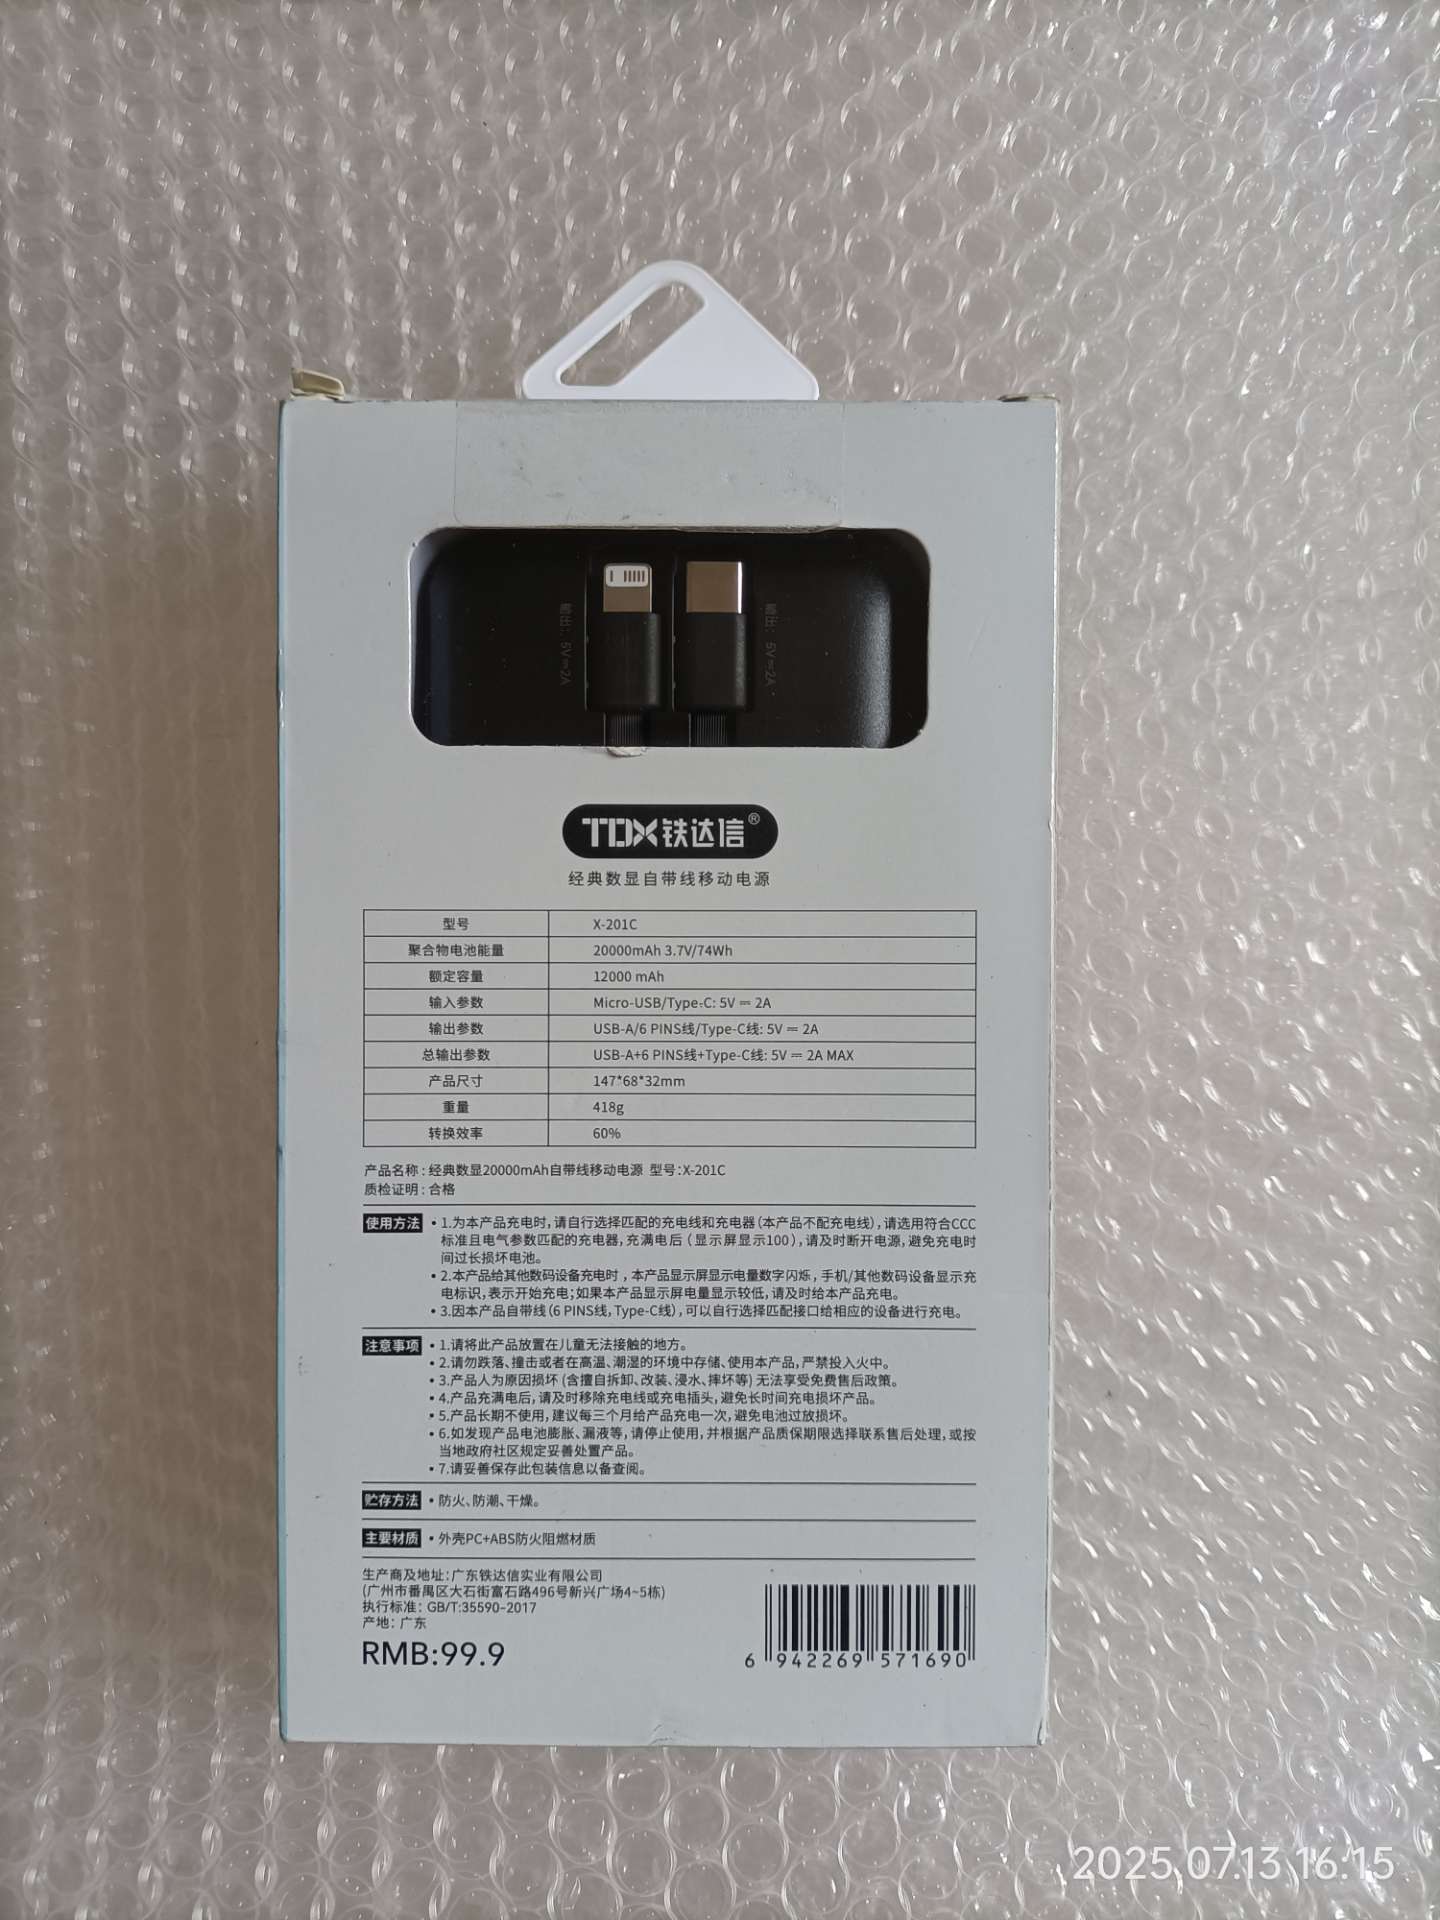 输出：5V⎓2A
输出：5V⎓2A
TDX铁达信®
经典数显自带线移动电源
型号 X-201C
聚合物电池能量 20000mAh 3.7V/74Wh
额定容量 12000 mAh
输入参数 Micro-USB/Type-C: 5V ⎓ 2A
输出参数 USB-A/6 PINS线/Type-C线: 5V ⎓ 2A
总输出参数 USB-A+6 PINS线+Type-C线: 5V ⎓ 2A MAX
产品尺寸 147*68*32mm
重量 418g
转换效率 60%
产品名称：经典数显20000mAh自带线移动电源 型号：X-201C
质检证明：合格
使用方法 • 1.为本产品充电时，请自行选择匹配的充电线和充电器（本产品不配充电线），请选用符合CCC
标准且电气参数匹配的充电器，充满电后（显示屏显示100），请及时断开电源，避免充电时
间过长损坏电池。
• 2.本产品给其他数码设备充电时，本产品显示屏显示电量数字闪烁，手机/其他数码设备显示充
电标识，表示开始充电；如果本产品显示屏电量显示较低，请及时给本产品充电。
• 3.因本产品自带线（6 PINS线，Type-C线），可以自行选择匹配接口给相应的设备进行充电。
注意事项 • 1.请将此产品放置在儿童无法接触的地方。
• 2.请勿跌落、撞击或者在高温、潮湿的环境中存储、使用本产品，严禁投入火中。
• 3.产品人为原因损坏（含擅自拆卸、改装、浸水、摔坏等）无法享受免费售后政策。
• 4.产品充满电后，请及时移除充电线或充电插头，避免长时间充电损坏产品。
• 5.产品长期不使用，建议每三个月给产品充电一次，避免电池过放损坏。
• 6.如发现产品电池膨胀、漏液等，请停止使用，并根据产品质保期限选择联系售后处理，或按
当地政府社区规定妥善处置产品。
• 7.请妥善保存此包装信息以备查阅。
贮存方法 • 防火、防潮、干燥。
主要材质 • 外壳PC+ABS防火阻燃材质
生产商及地址：广东铁达信实业有限公司
(广州市番禺区大石街富石路496号新兴广场4~5栋)
执行标准：GB/T:35590-2017
产地：广东
RMB:99.9
6 942269 571690
2025.07.13 16:15